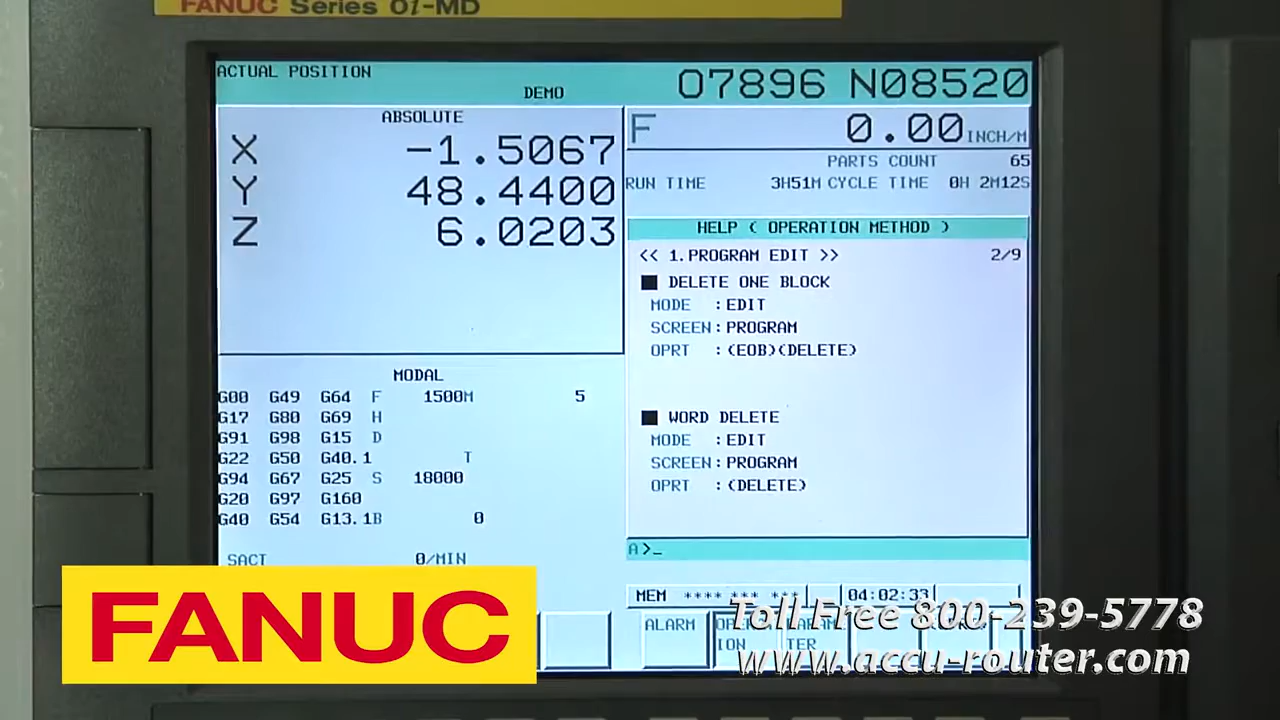 FANUC Series 0i-MD
ACTUAL POSITION
DEMO
O7896 N08520
ABSOLUTE
X -1.5067
Y 48.4400
Z 6.0203
F 0.00 INCH/M
PARTS COUNT 65
RUN TIME 3H51M CYCLE TIME 0H 2M12S
HELP ( OPERATION METHOD )
<< 1.PROGRAM EDIT >> 2/9
■ DELETE ONE BLOCK
MODE : EDIT
SCREEN : PROGRAM
OPRT : (EOB)(DELETE)
■ WORD DELETE
MODE : EDIT
SCREEN : PROGRAM
OPRT : (DELETE)
MODAL
G00 G49 G64 F 1500M 5
G17 G80 G69 H
G91 G98 G15 D
G22 G50 G40.1 T
G94 G67 G25 S 18000
G20 G97 G160
G40 G54 G13.1 B 0
SACT 0/MIN
A>_
MEM **** *** *** 04:02:33
ALARM
FANUC
Toll Free 800-239-5778
www.accu-router.com